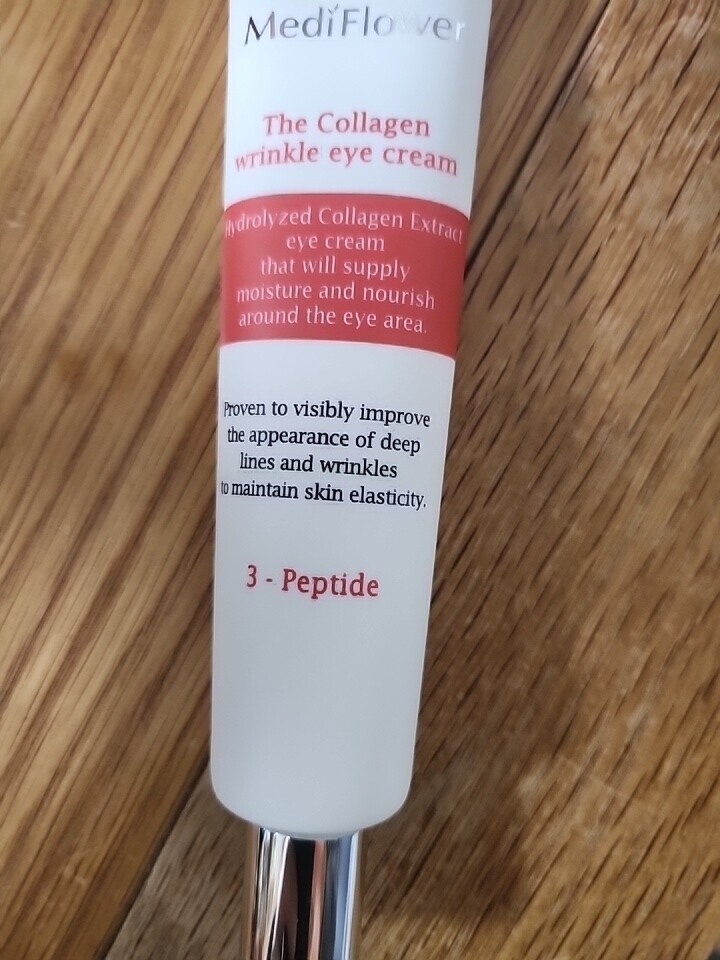 MediFlower
The Collagen
wrinkle eye cream
Hydrolyzed Collagen Extract
eye cream
that will supply
moisture and nourish
around the eye area.
Proven to visibly improve
the appearance of deep
lines and wrinkles
to maintain skin elasticity.
3 - Peptide